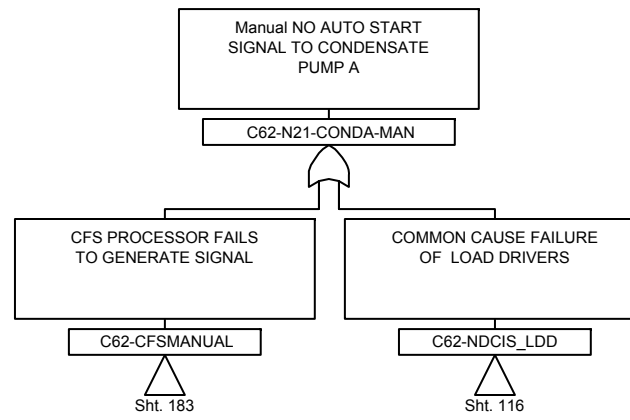 Manual NO AUTO START
SIGNAL TO CONDENSATE
PUMP A
C62-N21-CONDA-MAN
CFS PROCESSOR FAILS
TO GENERATE SIGNAL
C62-CFSMANUAL
Sht. 183
COMMON CAUSE FAILURE
OF LOAD DRIVERS
C62-NDCIS_LDD
Sht. 116